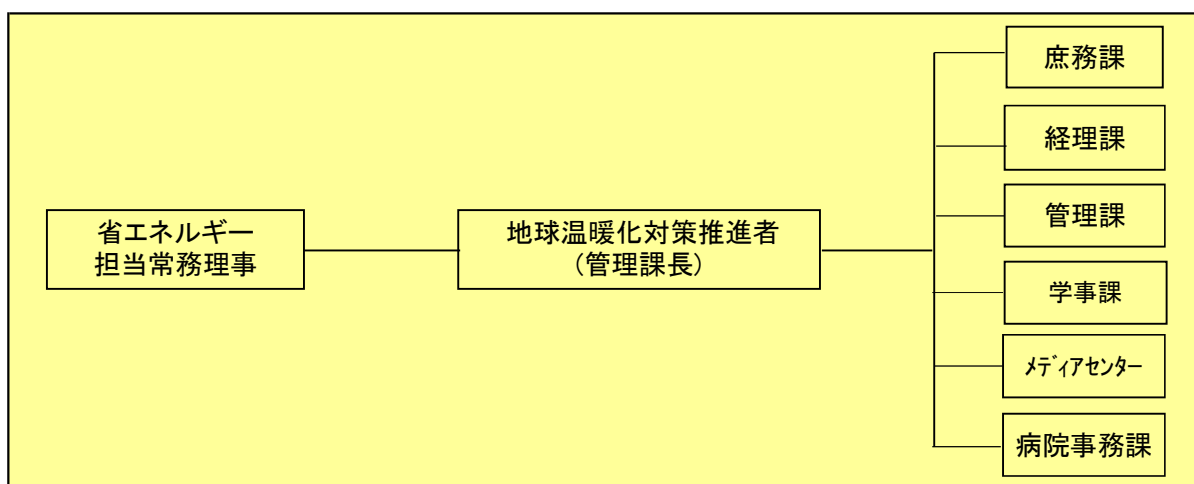 省エネルギー
担当常務理事
地球温暖化対策推進者
(管理課長)
庶務課
経理課
管理課
学事課
ﾒﾃﾞｨｱｾﾝﾀｰ
病院事務課